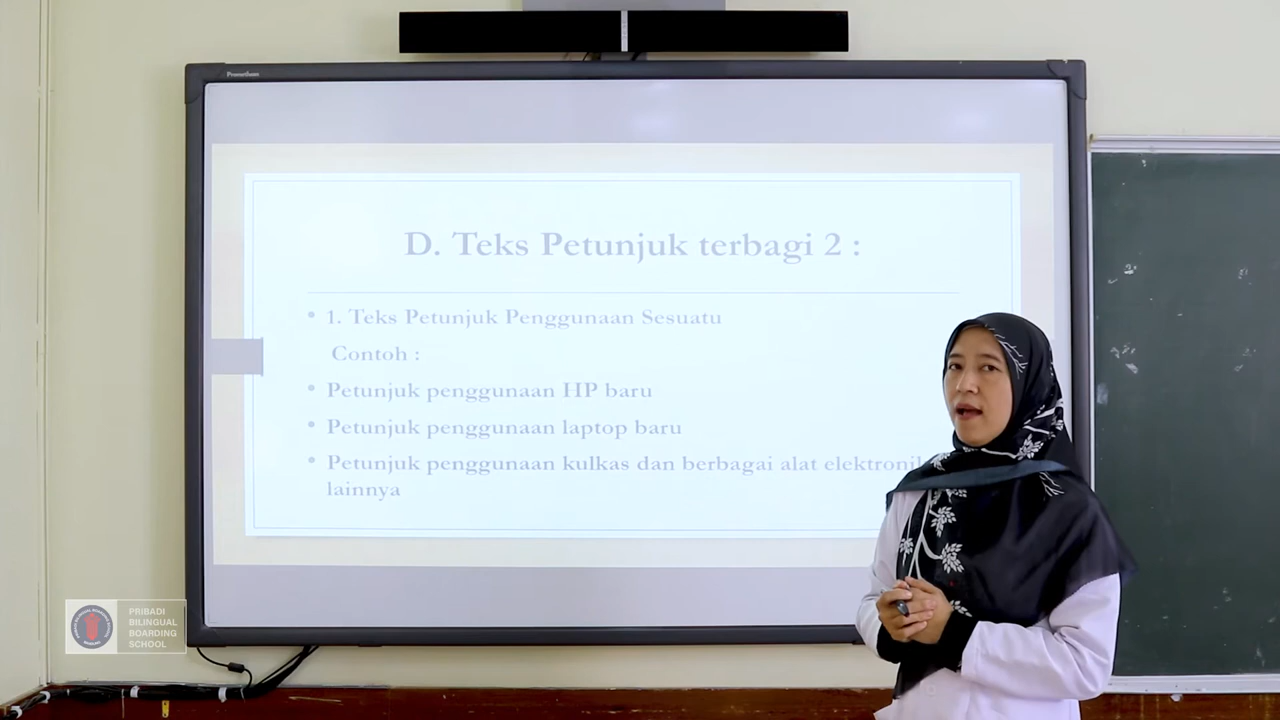 Promethean
D. Teks Petunjuk terbagi 2 :
• 1. Teks Petunjuk Penggunaan Sesuatu
Contoh :
• Petunjuk penggunaan HP baru
• Petunjuk penggunaan laptop baru
• Petunjuk penggunaan kulkas dan berbagai alat elektronik
lainnya
PRIBADI
BILINGUAL
BOARDING
SCHOOL